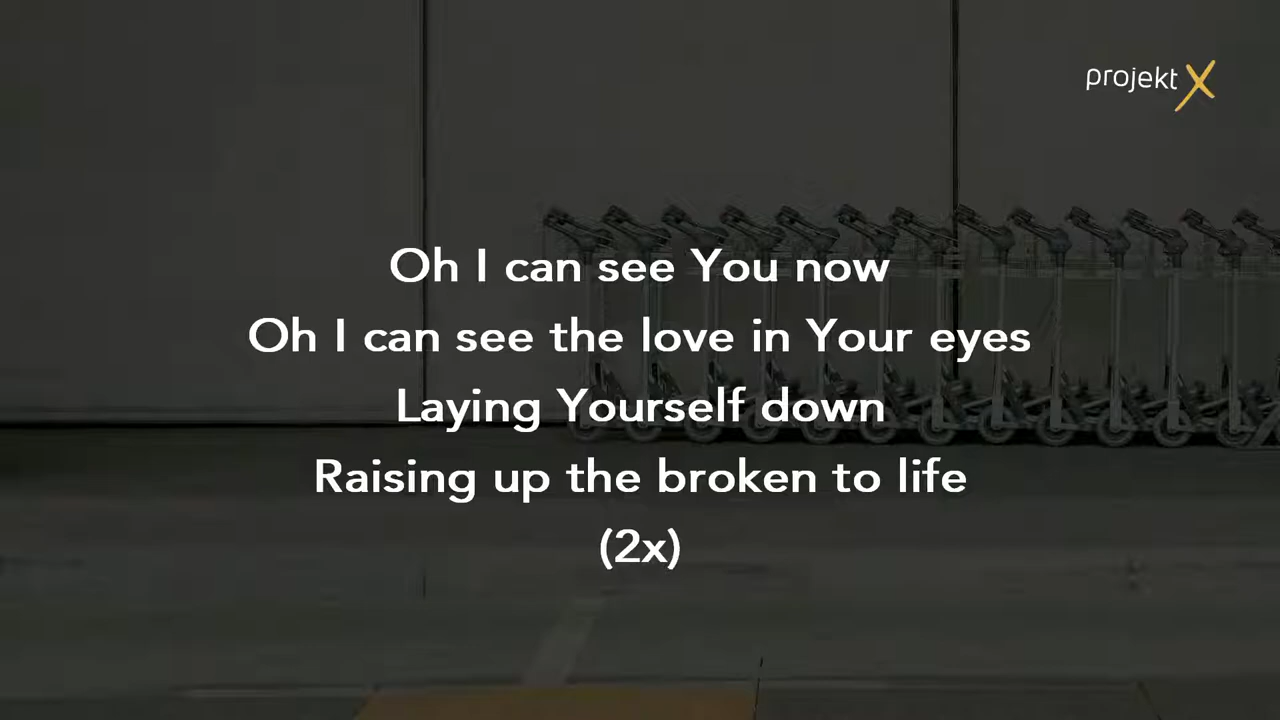 projekt X
Oh I can see You now
Oh I can see the love in Your eyes
Laying Yourself down
Raising up the broken to life
(2x)